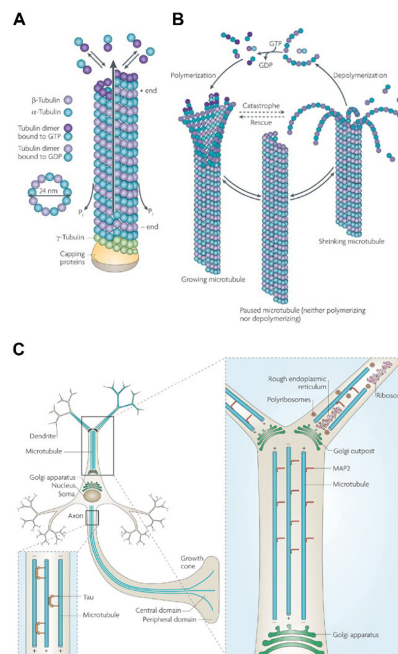 A
+ end
β-Tubulin
α-Tubulin
Tubulin dimer
bound to GTP
Tubulin dimer
bound to GDP
24 nm
Pi
Pi
γ-Tubulin
– end
Capping
proteins
B
GTP
GDP
Polymerization
Depolymerization
Catastrophe
Rescue
Growing microtubule
Shrinking microtubule
Paused microtubule (neither polymerizing
nor depolymerizing)
C
Dendrite
Microtubule
Golgi apparatus
Nucleus
Soma
Axon
Growth
cone
Central domain
Peripheral domain
Tau
Microtubule
– – –
+ + +
Rough endoplasmic
reticulum
Polyribosomes
Golgi outpost
MAP2
Microtubule
Golgi apparatus